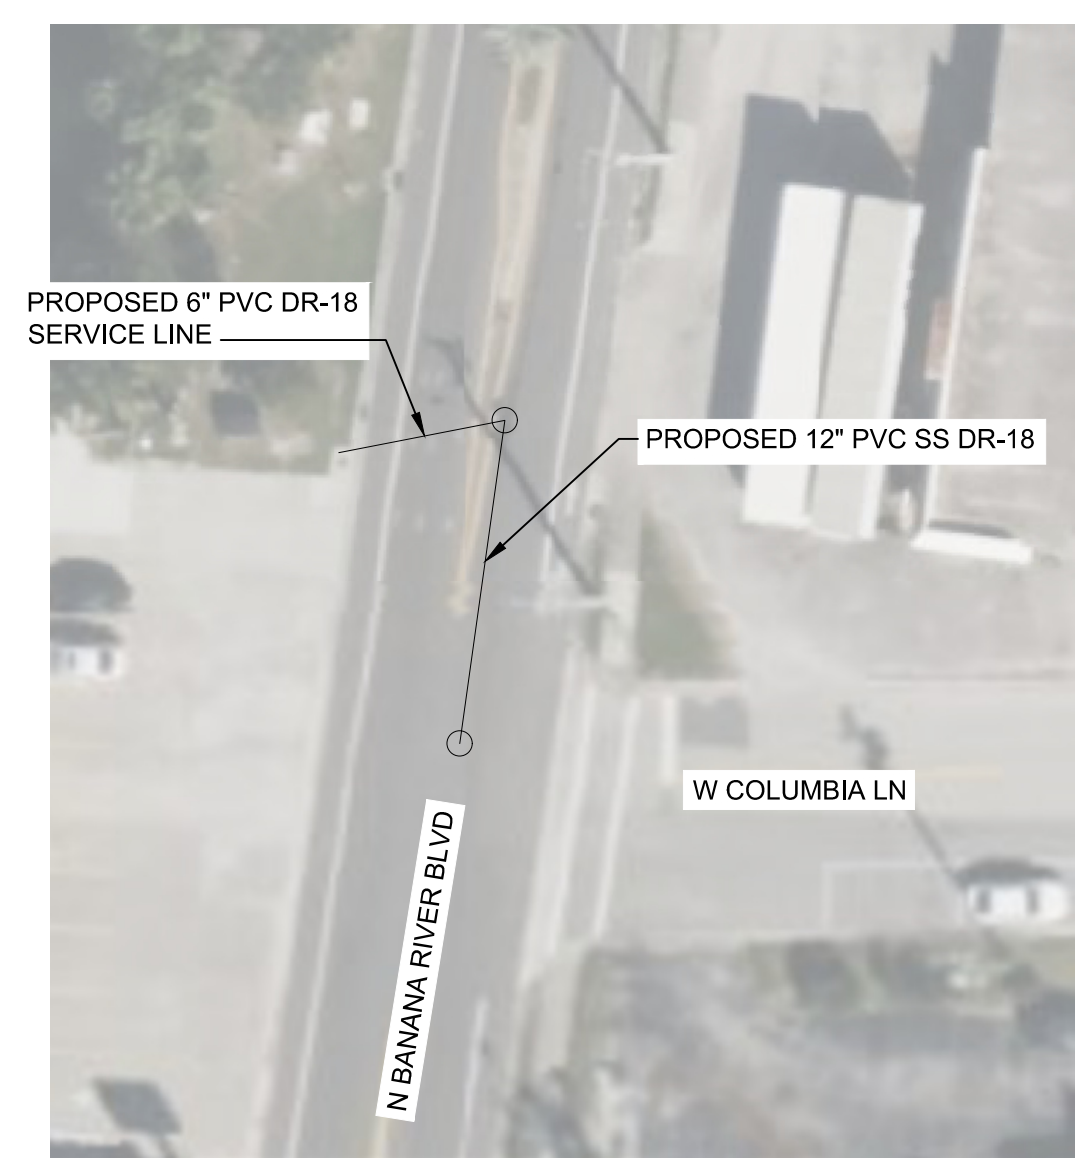 PROPOSED 6" PVC DR-18
SERVICE LINE
PROPOSED 12" PVC SS DR-18
W COLUMBIA LN
N BANANA RIVER BLVD